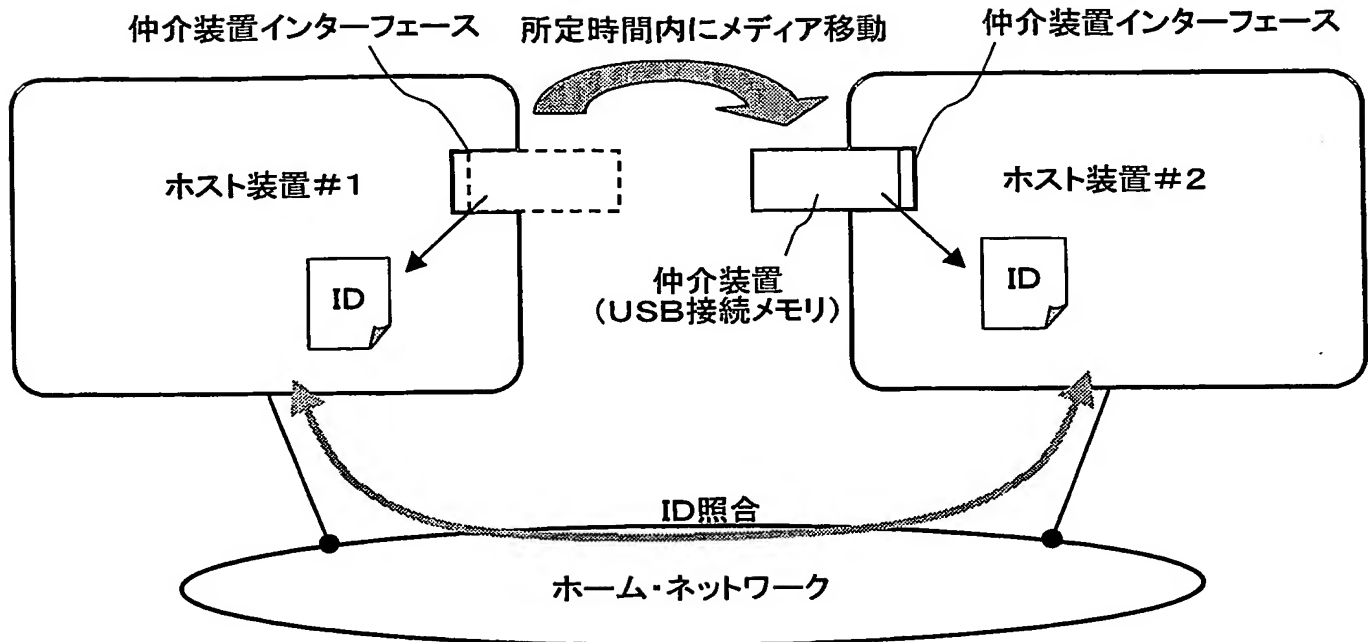 仲介装置インターフェース
所定時間内にメディア移動
仲介装置インターフェース
ホスト装置#1
ホスト装置#2
ID
仲介装置
(USB接続メモリ)
ID
ID照合
ホーム・ネットワーク